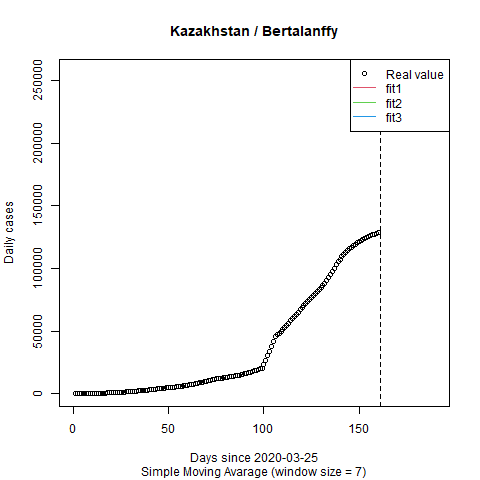 Kazakhstan / Bertalanffy
Real value
fit1
fit2
fit3
Daily cases
250000
200000
150000
100000
50000
0
0 50 100 150
Days since 2020-03-25
Simple Moving Avarage (window size = 7)